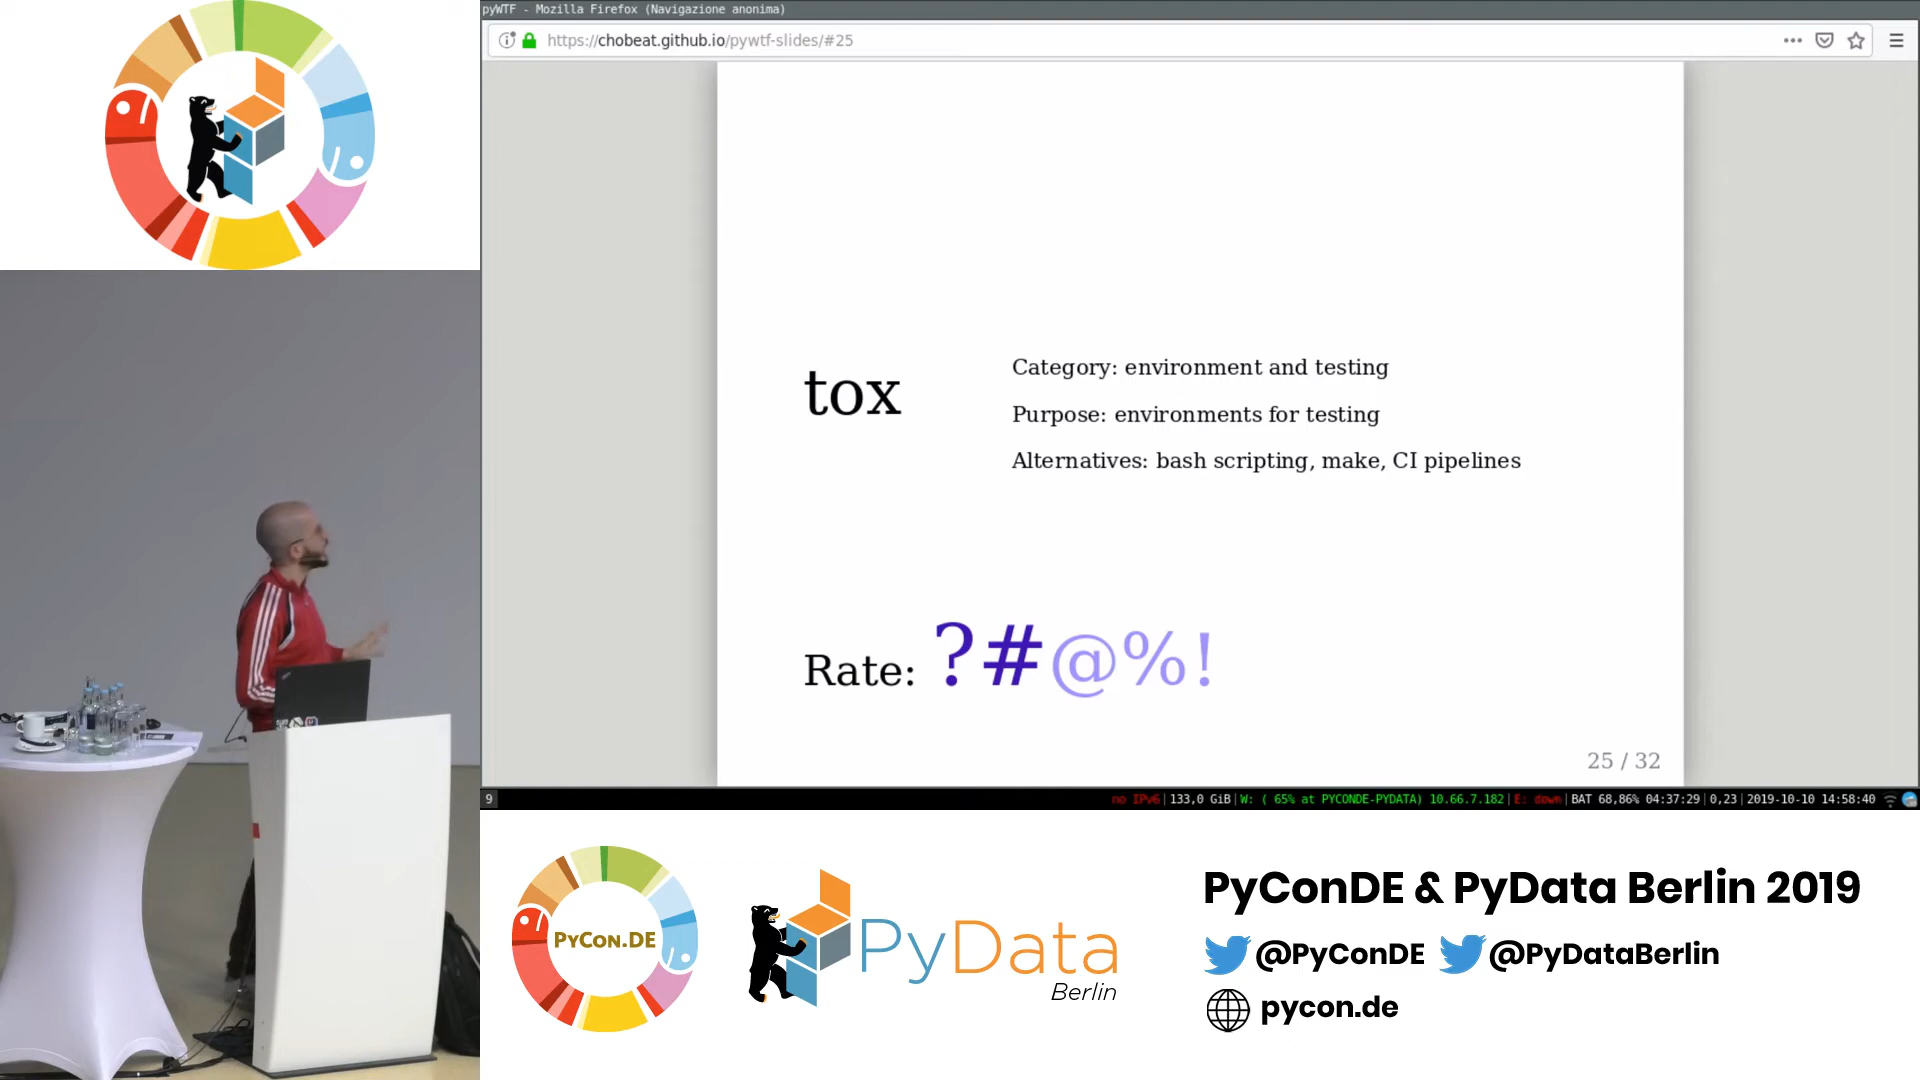 pyWTF - Mozilla Firefox (Navigazione anonima)
https://chobeat.github.io/pywtf-slides/#25
tox
Category: environment and testing
Purpose: environments for testing
Alternatives: bash scripting, make, CI pipelines
Rate: ?#@%!
25 / 32
9
no IPv6|133,0 GiB|W: ( 65% at PYCONDE-PYDATA) 10.66.7.182|E: down|BAT 68,86% 04:37:29|0,23|2019-10-10 14:58:40
PYCON.DE
PyData
Berlin
PyConDE & PyData Berlin 2019
@PyConDE @PyDataBerlin
pycon.de